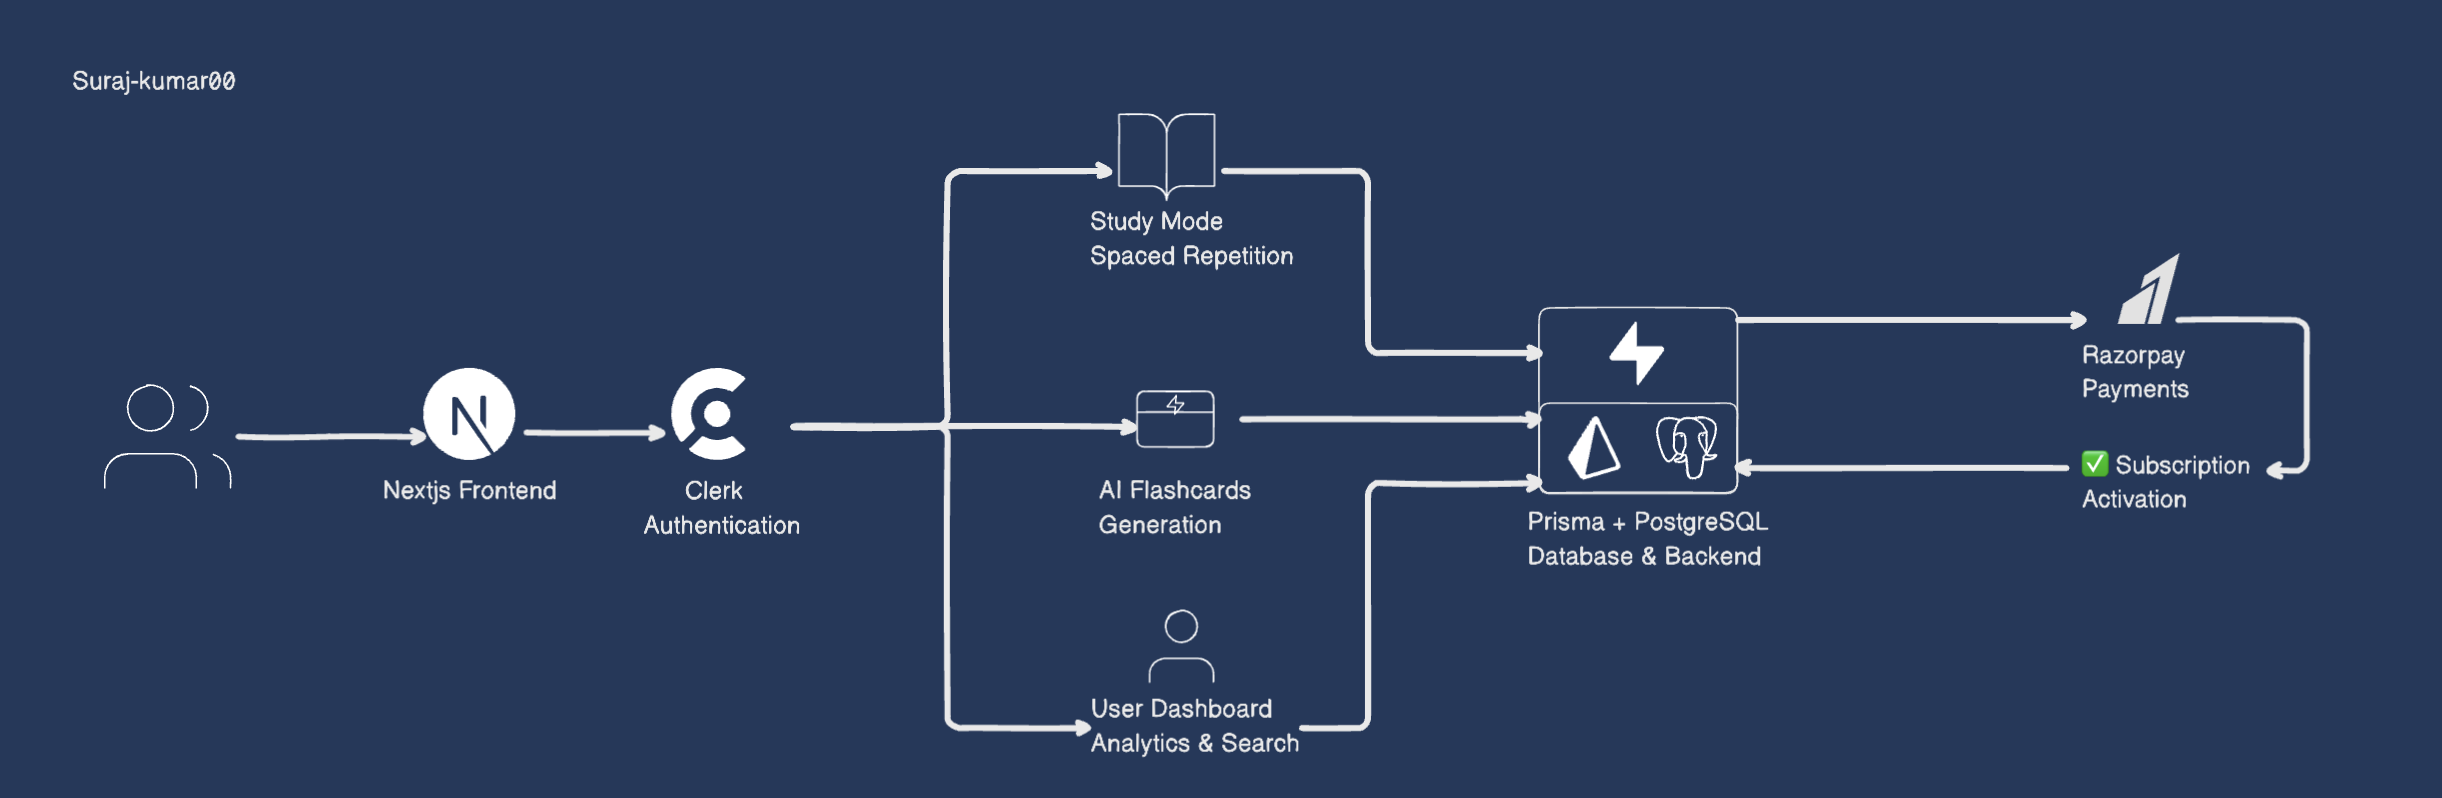 Suraj-kumar00
Study Mode
Spaced Repetition
Nextjs Frontend
Clerk
Authentication
AI Flashcards
Generation
User Dashboard
Analytics & Search
Prisma + PostgreSQL
Database & Backend
Razorpay
Payments
✅ Subscription
Activation